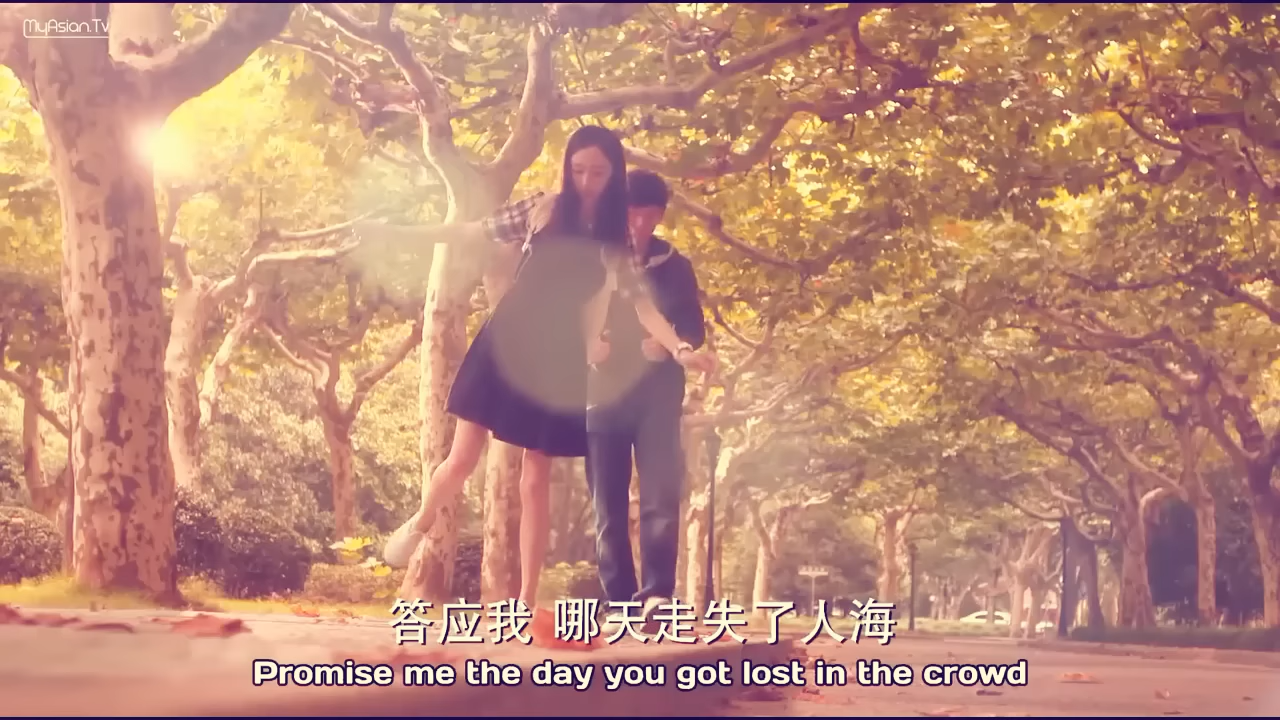 MyAsian.Tv
答应我 哪天走失了人海
Promise me the day you got lost in the crowd